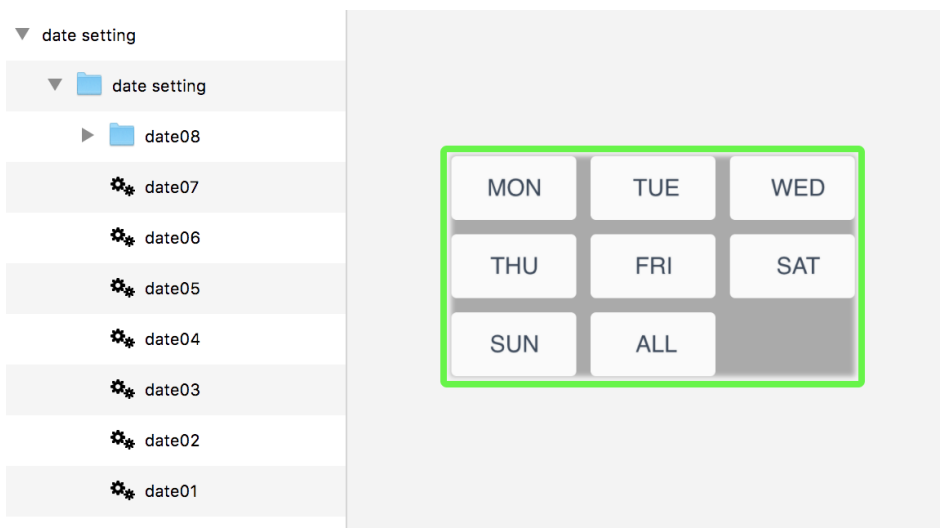 date setting
date setting
date08
date07
date06
date05
date04
date03
date02
date01
MON TUE WED
THU FRI SAT
SUN ALL